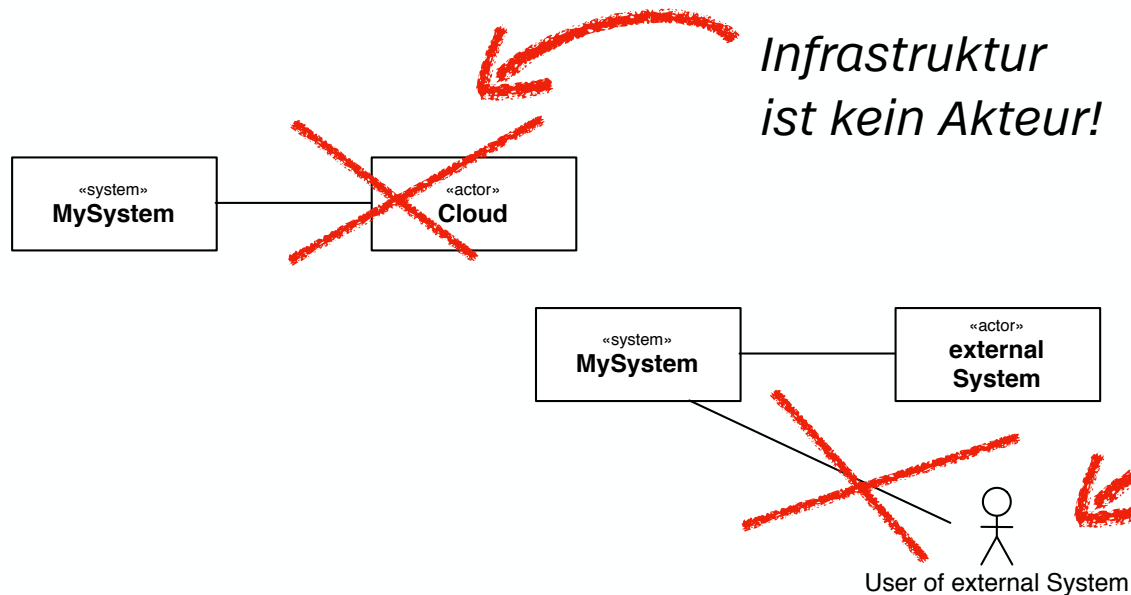 Infrastruktur
ist kein Akteur!
«system»
MySystem
«actor»
Cloud
«system»
MySystem
«actor»
external
System
User of external System